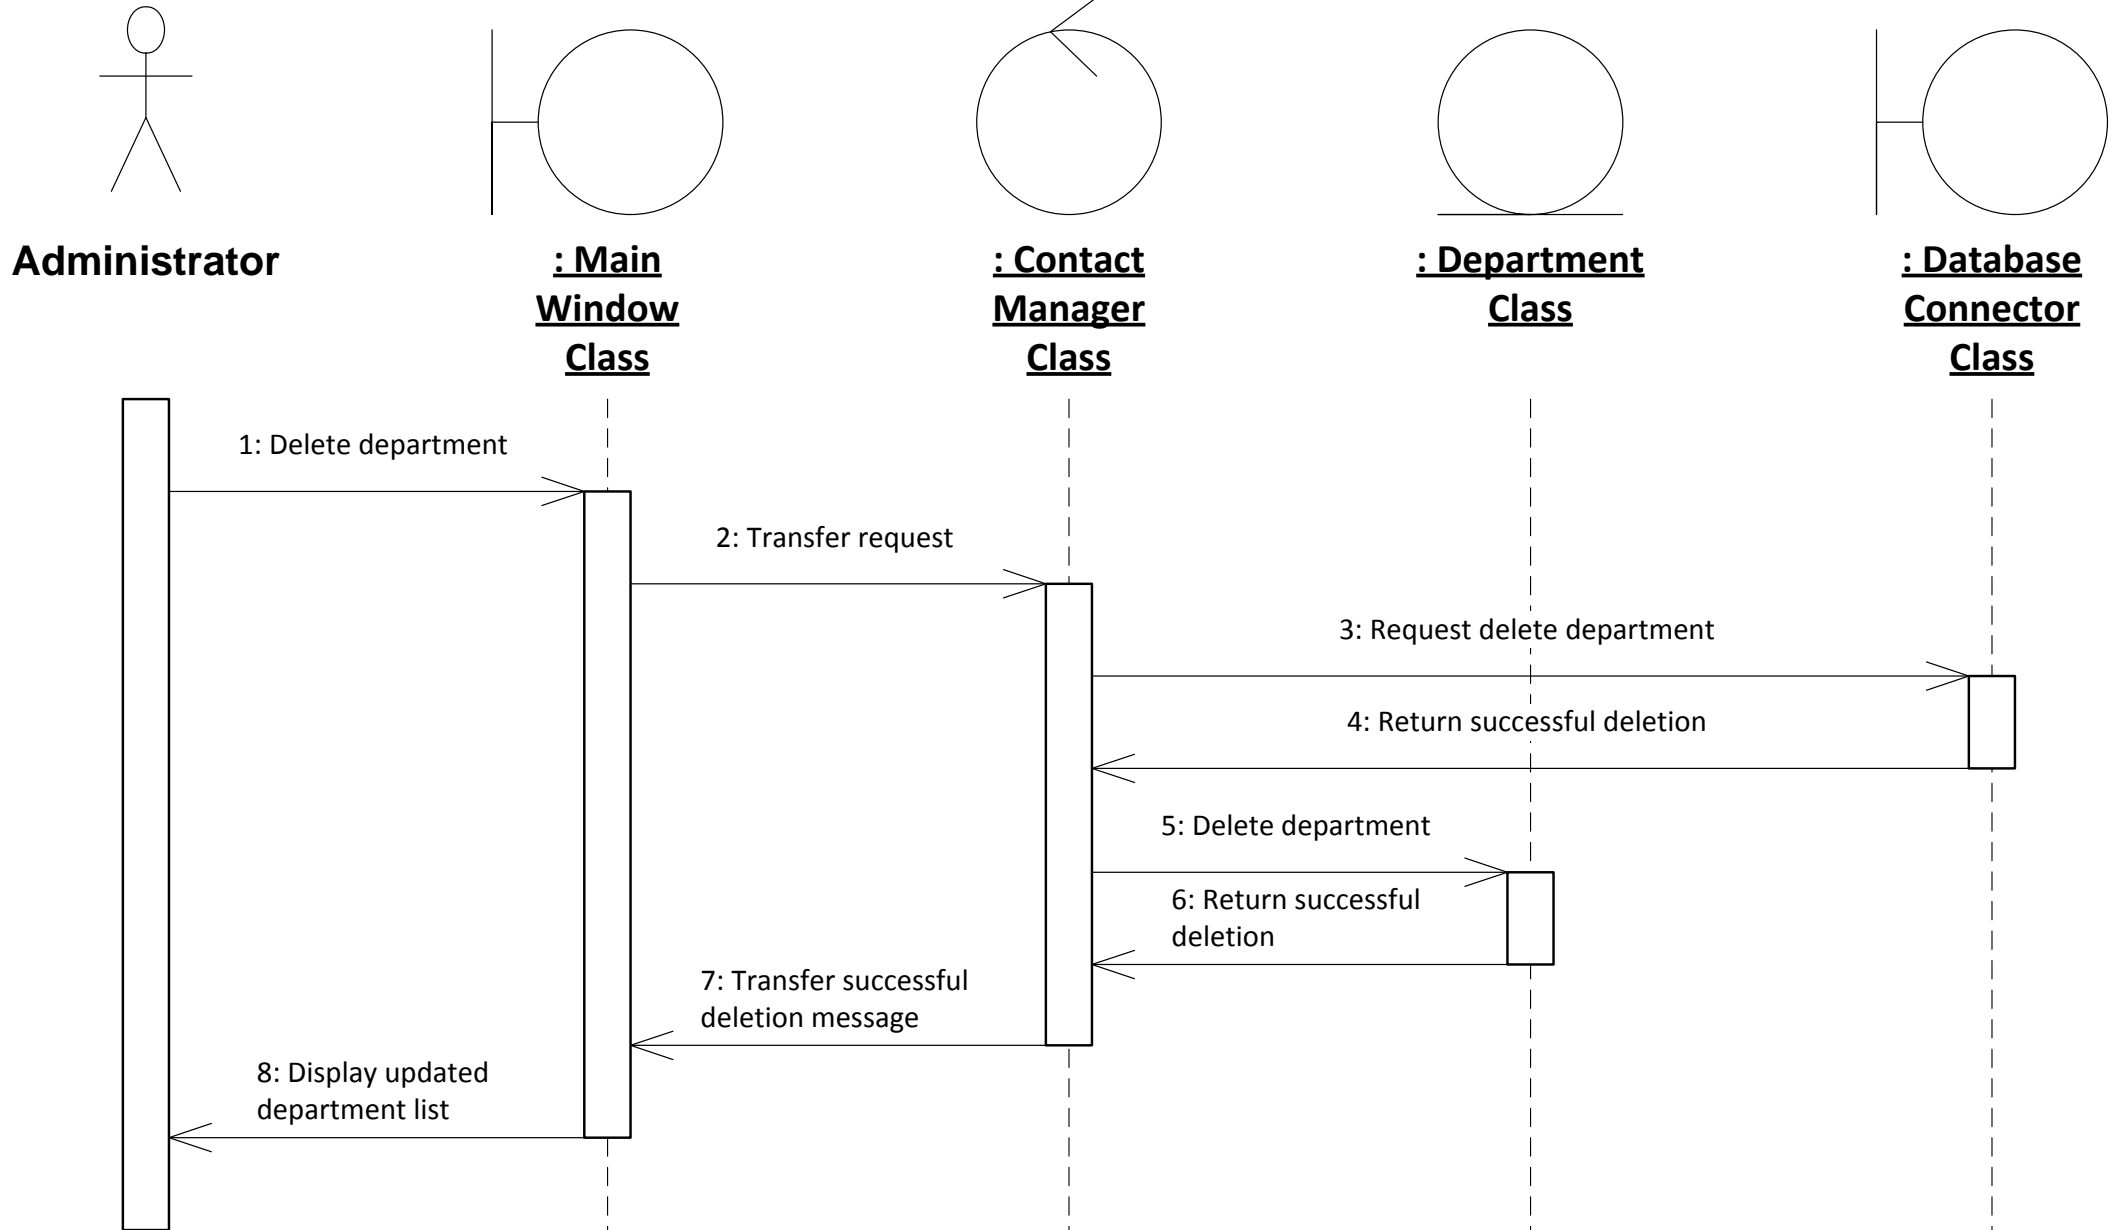 Administrator
: Main
Window
Class
: Contact
Manager
Class
: Department
Class
: Database
Connector
Class
1: Delete department
2: Transfer request
3: Request delete department
4: Return successful deletion
5: Delete department
6: Return successful
deletion
7: Transfer successful
deletion message
8: Display updated
department list